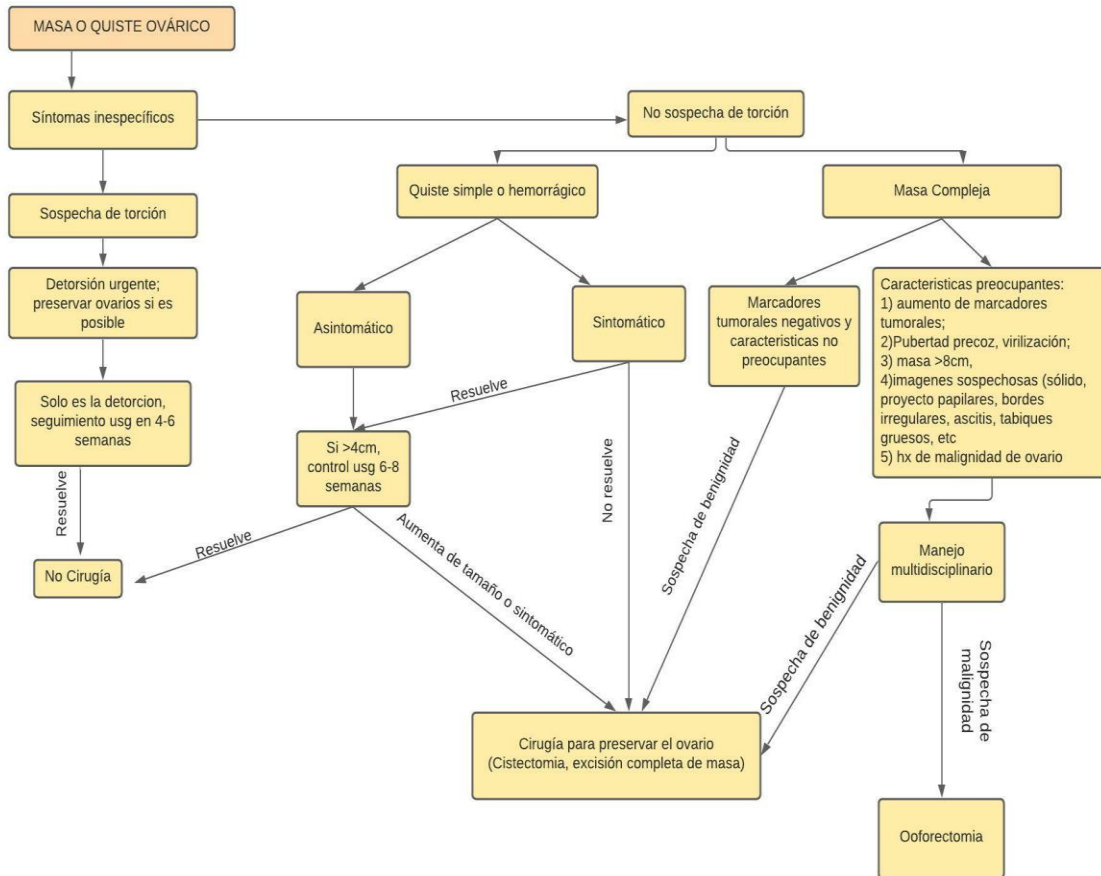 MASA O QUISTE OVÁRICO
Síntomas inespecíficos
No sospecha de torción
Quiste simple o hemorrágico
Masa Compleja
Sospecha de torción
Detorsión urgente;
preservar ovarios si es
posible
Asintomático
Sintomático
Marcadores
tumorales negativos y
caracteristicas no
preocupantes
Caracteristicas preocupantes:
1) aumento de marcadores
tumorales;
2)Pubertad precoz, virilización;
3) masa >8cm,
4)imagenes sospechosas (sólido,
proyecto papilares, bordes
irregulares, ascitis, tabiques
gruesos, etc
5) hx de malignidad de ovario
Solo es la detorcion,
seguimiento usg en 4-6
semanas
Resuelve
Si >4cm,
control usg 6-8
semanas
Resuelve
No Cirugía
Resuelve
Aumenta de tamaño o sintomático
No resuelve
Sospecha de benignidad
Manejo
multidisciplinario
Sospecha de benignidad
Sospecha de
malignidad
Cirugía para preservar el ovario
(Cistectomia, excisión completa de masa)
Ooforectomia